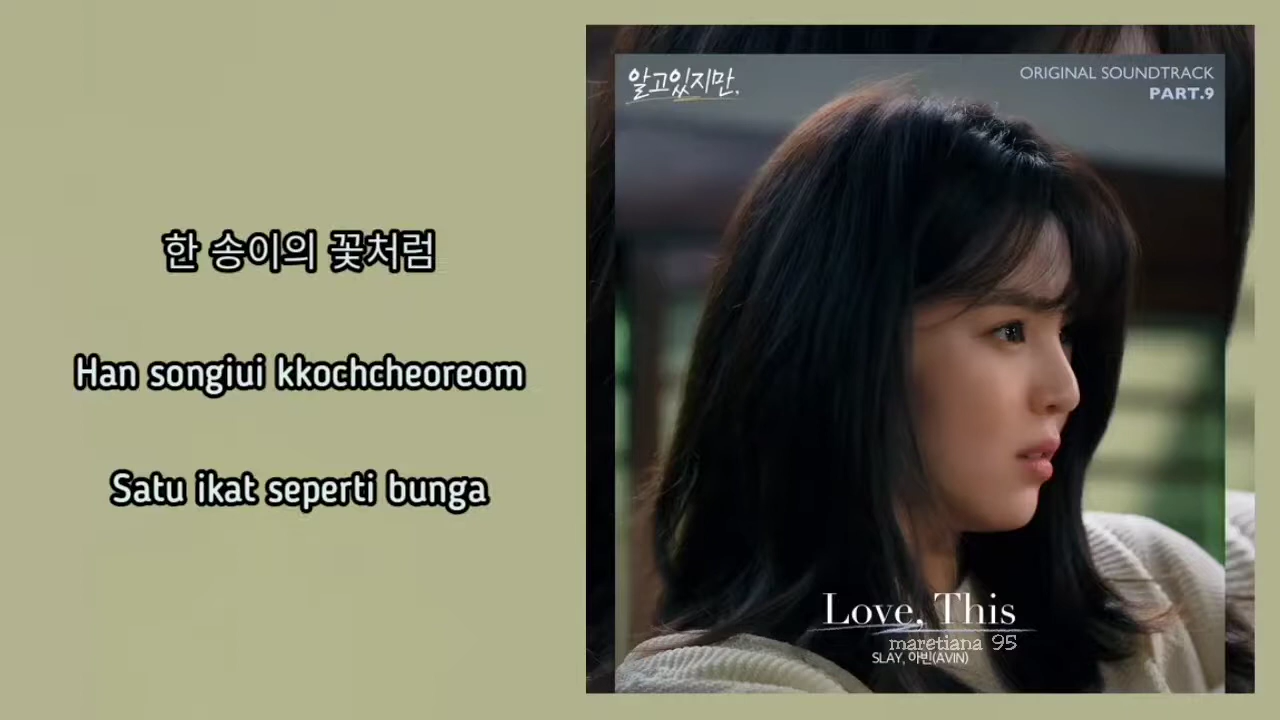 한 송이의 꽃처럼
Han songiui kkochcheoreom
Satu ikat seperti bunga
알고있지만,
ORIGINAL SOUNDTRACK
PART.9
Love, This
maretiana 95
SLAY, 아빈(AVIN)